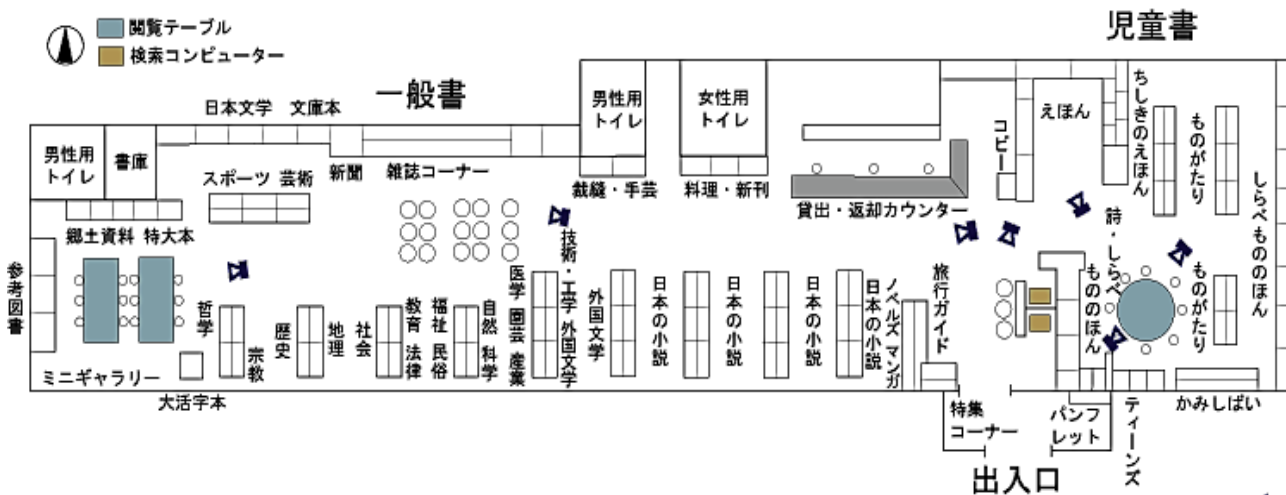 閲覧テーブル
検索コンピューター
児童書
一般書
日本文学 文庫本
男性用
トイレ
書庫
新聞
雑誌コーナー
スポーツ 芸術
男性用
トイレ
裁縫・手芸
女性用
トイレ
料理・新刊
貸出・返却カウンター
コピー
えほん
ちしきのえほん
ものがたり
しらべもののほん
郷土資料 特大本
参考図書
ミニギャラリー
大活字本
哲学
宗教
歴史
地理
社会
教育 法律
福祉 民俗
自然 科学
医学 園芸 産業
技術・工学 外国文学
外国文学
日本の小説
日本の小説
日本の小説
日本の小説
ノベルズ マンガ
旅行ガイド
詩・しらべ
もののほん
ものがたり
特集
コーナー
パンフ
レット
ティーンズ
かみしばい
出入口